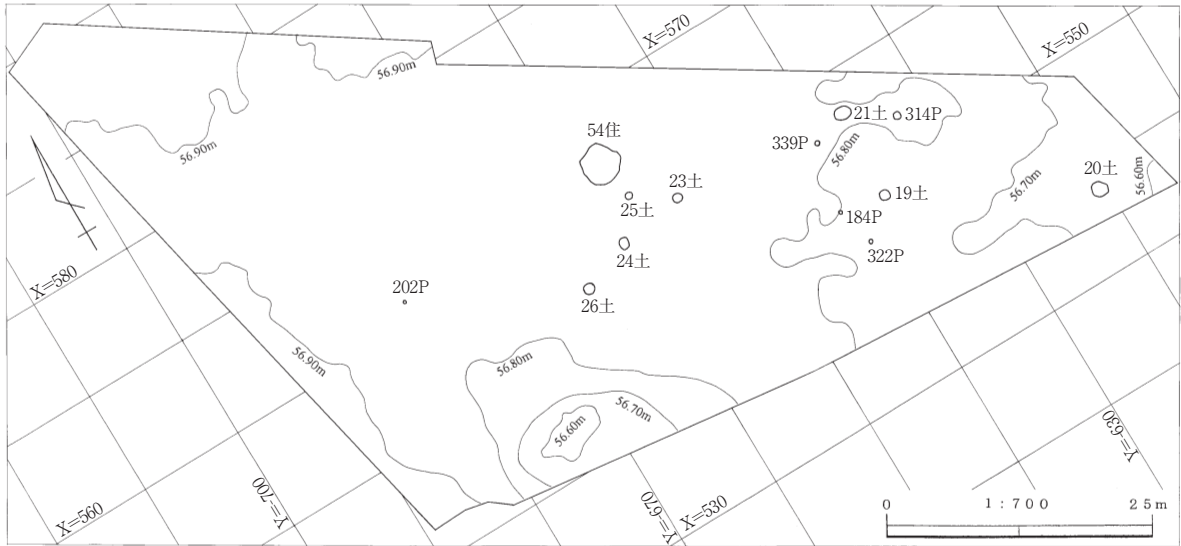 X=570
X=550
56.90m
56.90m
54住
21土
314P
339P
56.80m
20土
56.60m
56.70m
23土
25土
19土
184P
24土
322P
X=580
202P
26土
56.90m
56.80m
56.70m
56.60m
Y=-630
Y=-700
Y=-670
X=560
X=530
0 1:700 25m